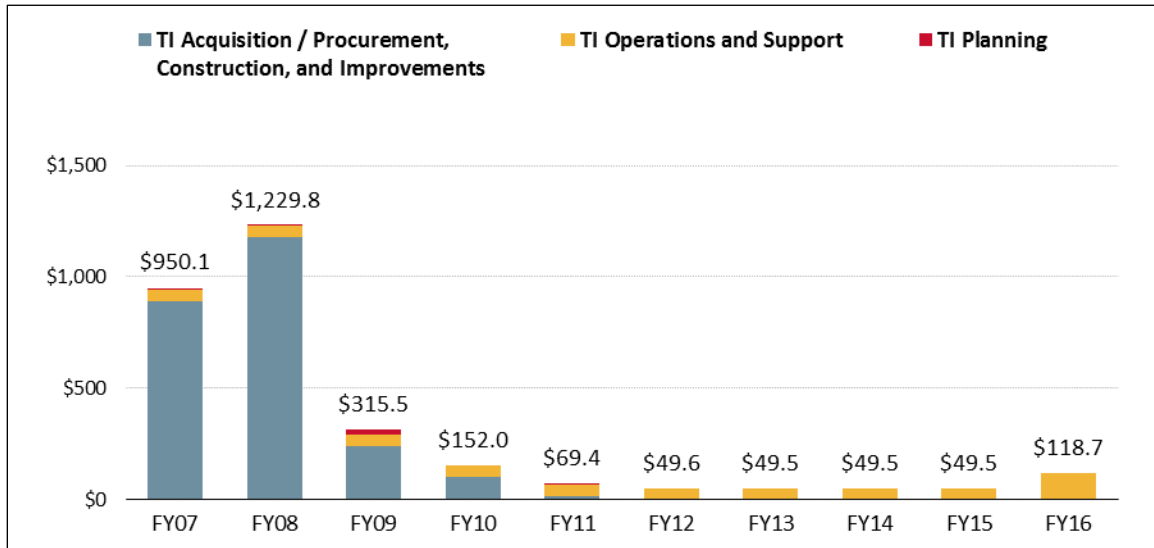 TI Acquisition / Procurement,
Construction, and Improvements
TI Operations and Support
TI Planning
$1,500
$1,000
$500
$0
$950.1
$1,229.8
$315.5
$152.0
$69.4
$49.6
$49.5
$49.5
$49.5
$118.7
FY07
FY08
FY09
FY10
FY11
FY12
FY13
FY14
FY15
FY16